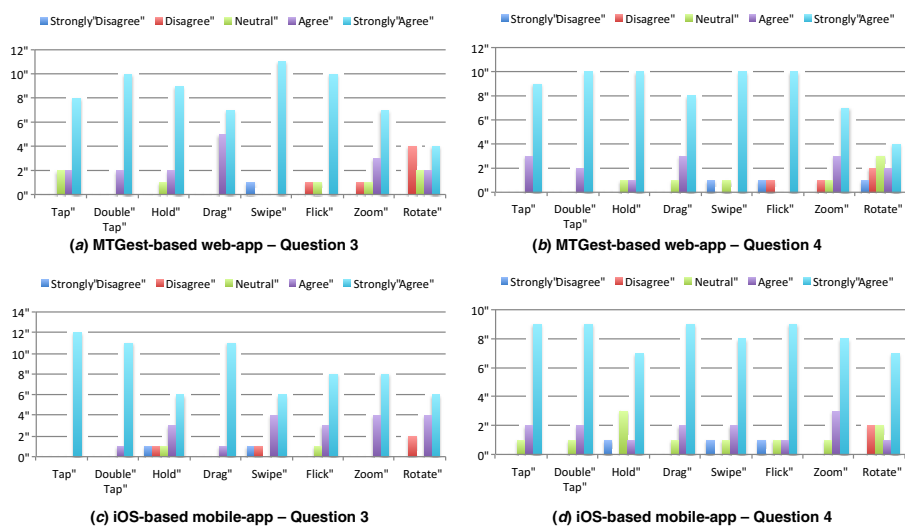 Strongly"Disagree" Disagree" Neutral" Agree" Strongly"Agree"
12"
10"
8"
6"
4"
2"
0"
Tap" Double" Tap" Hold" Drag" Swipe" Flick" Zoom" Rotate"
(a) MTGest-based web-app – Question 3
Strongly"Disagree" Disagree" Neutral" Agree" Strongly"Agree"
12"
10"
8"
6"
4"
2"
0"
Tap" Double" Tap" Hold" Drag" Swipe" Flick" Zoom" Rotate"
(b) MTGest-based web-app – Question 4
Strongly"Disagree" Disagree" Neutral" Agree" Strongly"Agree"
14"
12"
10"
8"
6"
4"
2"
0"
Tap" Double" Tap" Hold" Drag" Swipe" Flick" Zoom" Rotate"
(c) iOS-based mobile-app – Question 3
Strongly"Disagree" Disagree" Neutral" Agree" Strongly"Agree"
10"
8"
6"
4"
2"
0"
Tap" Double" Tap" Hold" Drag" Swipe" Flick" Zoom" Rotate"
(d) iOS-based mobile-app – Question 4